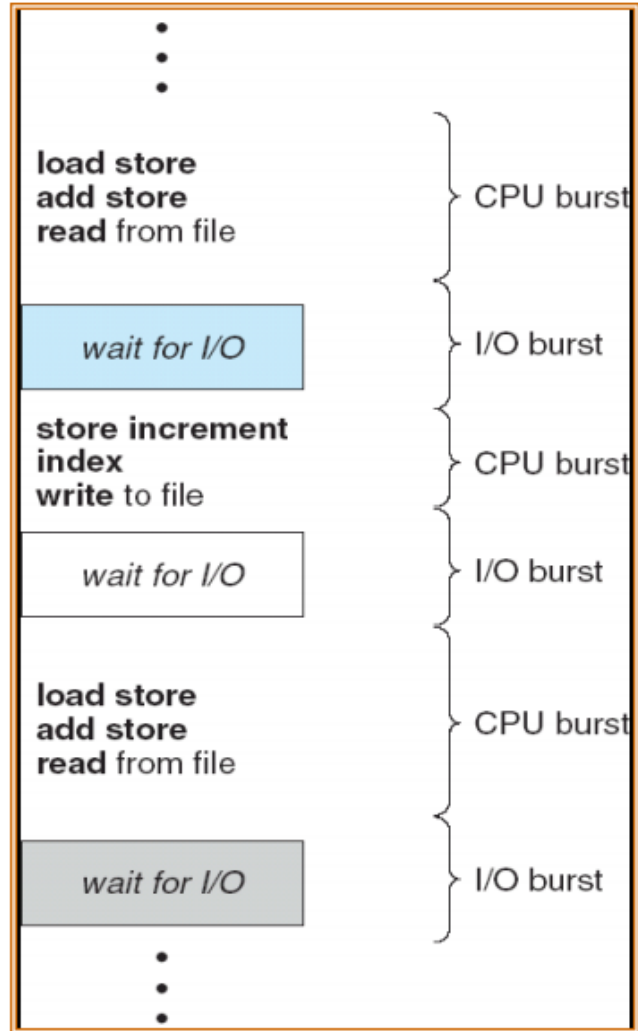 load store
add store
read from file
CPU burst
wait for I/O
I/O burst
store increment
index
write to file
CPU burst
wait for I/O
I/O burst
load store
add store
read from file
CPU burst
wait for I/O
I/O burst